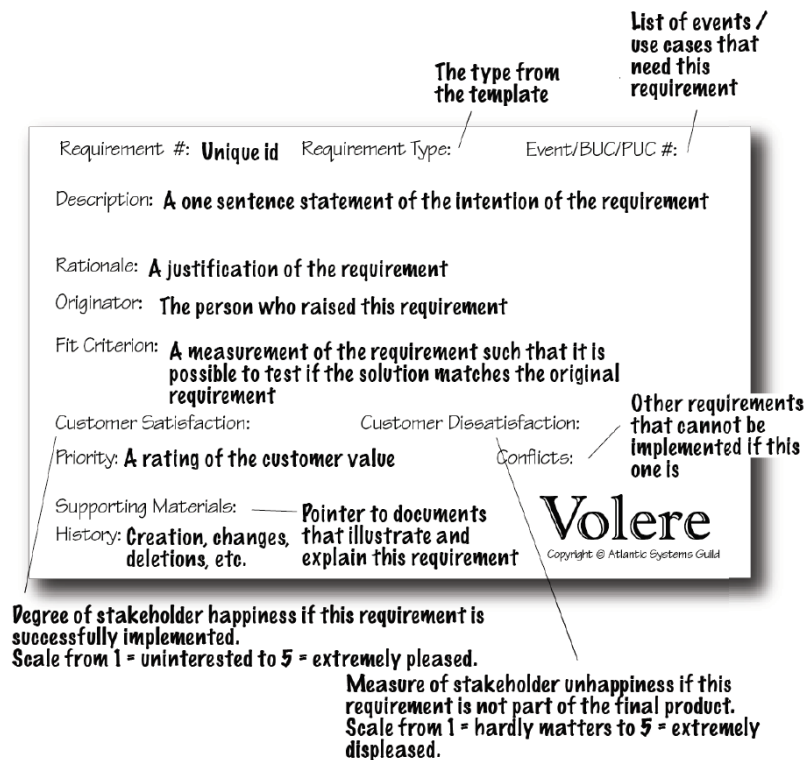 List of events /
use cases that
need this
requirement
The type from
the template
Requirement #: Unique id Requirement Type: Event/BUC/PUC #:
Description: A one sentence statement of the intention of the requirement
Rationale: A justification of the requirement
Originator: The person who raised this requirement
Fit Criterion: A measurement of the requirement such that it is
possible to test if the solution matches the original
requirement
Other requirements
that cannot be
implemented if this
one is
Customer Satisfaction: Customer Dissatisfaction:
Priority: A rating of the customer value Conflicts:
Supporting Materials: Pointer to documents
that illustrate and
explain this requirement
History: Creation, changes,
deletions, etc.
Volere
Copyright © Atlantic Systems Guild
Degree of stakeholder happiness if this requirement is
successfully implemented.
Scale from 1 = uninterested to 5 = extremely pleased.
Measure of stakeholder unhappiness if this
requirement is not part of the final product.
Scale from 1 = hardly matters to 5 = extremely
displeased.